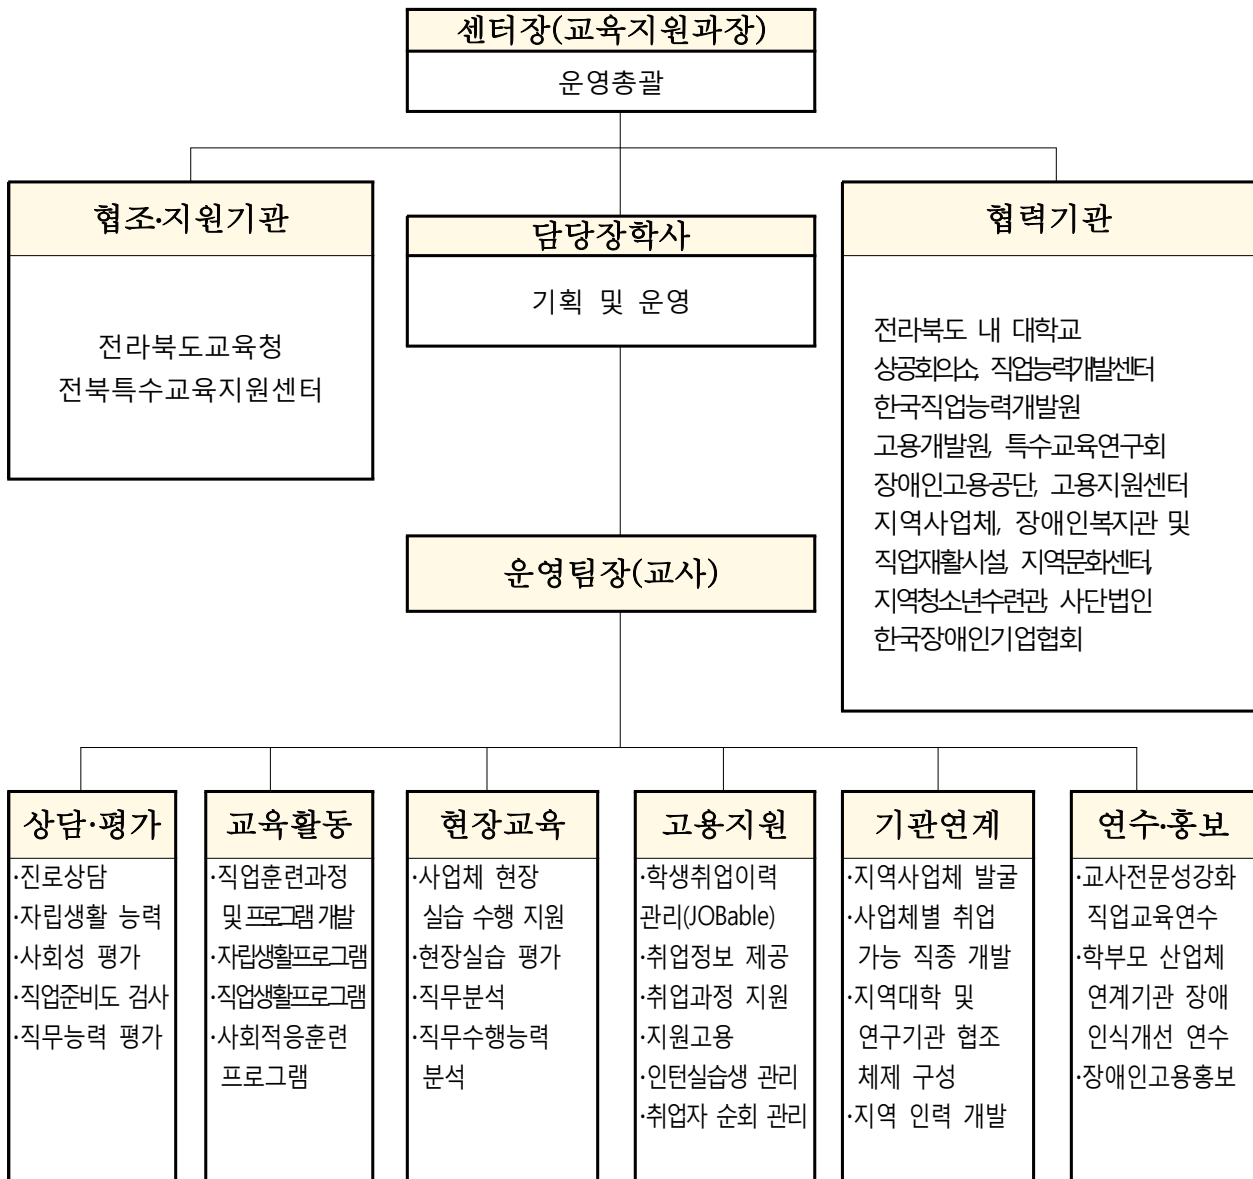 센터장(교육지원과장)
운영총괄
협조·지원기관
전라북도교육청
전북특수교육지원센터
담당장학사
기획 및 운영
협력기관
전라북도 내 대학교
상공회의소, 직업능력개발센터
한국직업능력개발원
고용개발원, 특수교육연구회
장애인고용공단, 고용지원센터
지역사업체, 장애인복지관 및
직업재활시설, 지역문화센터,
지역청소년수련관, 사단법인
한국장애인기업협회
운영팀장(교사)
상담·평가
·진로상담
·자립생활 능력
·사회성 평가
·직업준비도 검사
·직무능력 평가
교육활동
·직업훈련과정
및 프로그램 개발
·자립생활프로그램
·직업생활프로그램
·사회적응훈련
프로그램
현장교육
·사업체 현장
실습 수행 지원
·현장실습 평가
·직무분석
·직무수행능력
분석
고용지원
·학생취업이력
관리(JOBable)
·취업정보 제공
·취업과정 지원
·지원고용
·인턴실습생 관리
·취업자 순회 관리
기관연계
·지역사업체 발굴
·사업체별 취업
가능 직종 개발
·지역대학 및
연구기관 협조
체제 구성
·지역 인력 개발
연수·홍보
·교사전문성강화
직업교육연수
·학부모 산업체
연계기관 장애
인식개선 연수
·장애인고용홍보